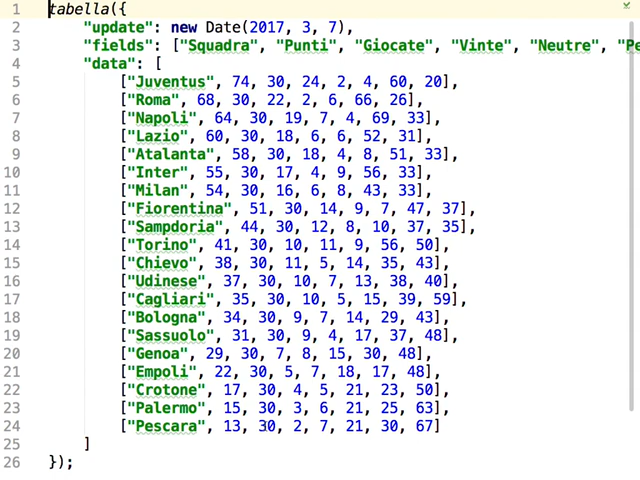 1 tabella({
2 "update": new Date(2017, 3, 7),
3 "fields": ["Squadra", "Punti", "Giocate", "Vinte", "Neutre", "Pe
4 "data": [
5 ["Juventus", 74, 30, 24, 2, 4, 60, 20],
6 ["Roma", 68, 30, 22, 2, 6, 66, 26],
7 ["Napoli", 64, 30, 19, 7, 4, 69, 33],
8 ["Lazio", 60, 30, 18, 6, 6, 52, 31],
9 ["Atalanta", 58, 30, 18, 4, 8, 51, 33],
10 ["Inter", 55, 30, 17, 4, 9, 56, 33],
11 ["Milan", 54, 30, 16, 6, 8, 43, 33],
12 ["Fiorentina", 51, 30, 14, 9, 7, 47, 37],
13 ["Sampdoria", 44, 30, 12, 8, 10, 37, 35],
14 ["Torino", 41, 30, 10, 11, 9, 56, 50],
15 ["Chievo", 38, 30, 11, 5, 14, 35, 43],
16 ["Udinese", 37, 30, 10, 7, 13, 38, 40],
17 ["Cagliari", 35, 30, 10, 5, 15, 39, 59],
18 ["Bologna", 34, 30, 9, 7, 14, 29, 43],
19 ["Sassuolo", 31, 30, 9, 4, 17, 37, 48],
20 ["Genoa", 29, 30, 7, 8, 15, 30, 48],
21 ["Empoli", 22, 30, 5, 7, 18, 17, 48],
22 ["Crotone", 17, 30, 4, 5, 21, 23, 50],
23 ["Palermo", 15, 30, 3, 6, 21, 25, 63],
24 ["Pescara", 13, 30, 2, 7, 21, 30, 67]
25 ]
26 });